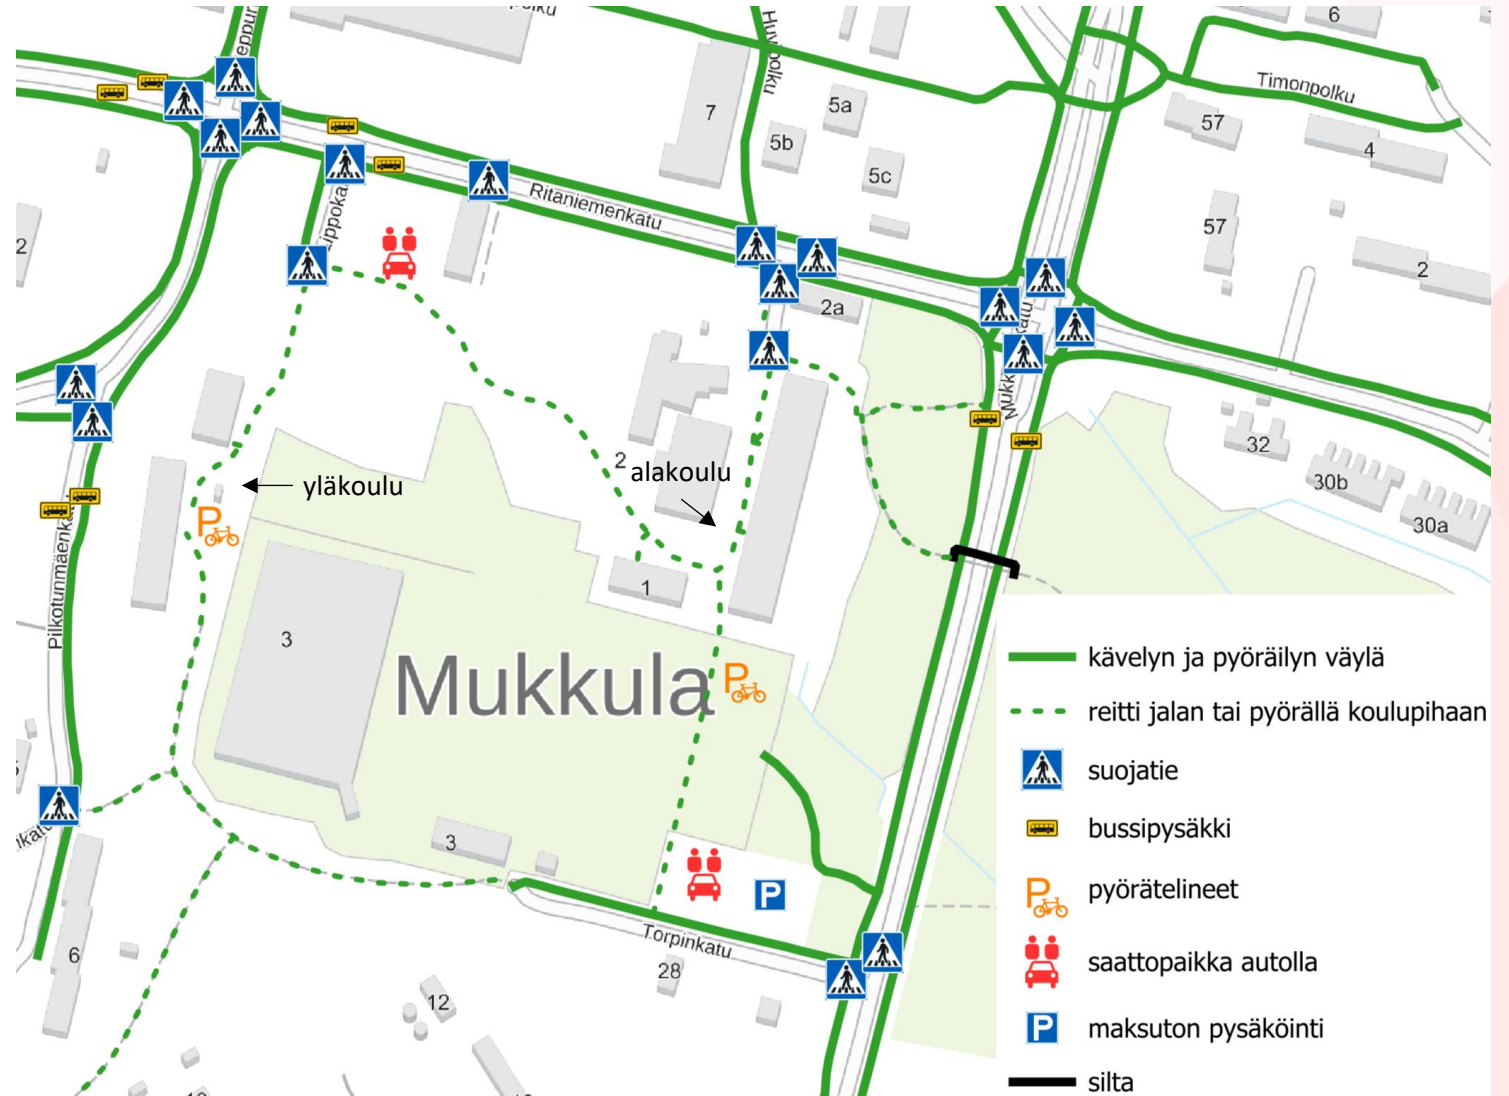 6
Timonpolku
7
5a
5b
57
4
5c
Ritaniemenkatu
57
2
2
2a
32
2
alakoulu
yläkoulu
30b
30a
1
3
Mukkula
kävelyn ja pyöräilyn väylä
reitti jalan tai pyörällä koulupihaan
suojatie
bussipysäkki
pyörätelineet
saattopaikka autolla
maksuton pysäköinti
silta
3
Torpinkatu
28
6
12
P
P
P
P
P